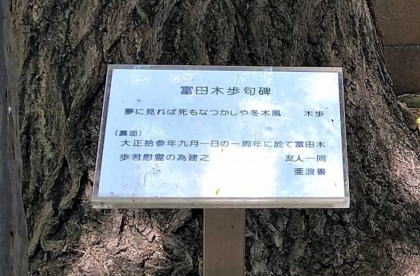 富田木歩句碑
夢に見れば死もなつかしや冬木風 木歩
(裏面)
大正拾参年九月一日の一周年に於て富田木
歩君慰霊の為建之 友人一同
亜浪書